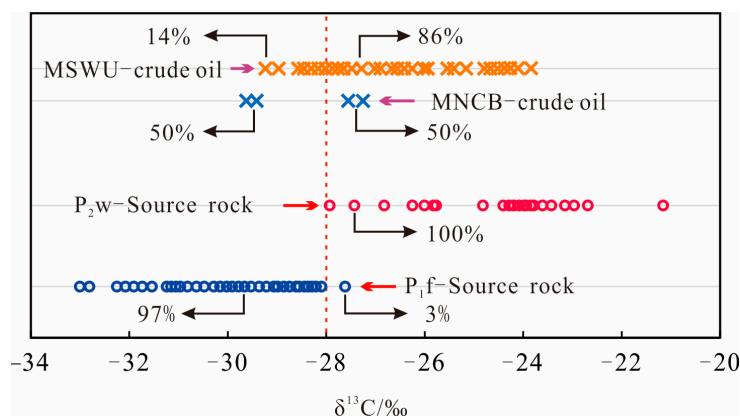 14% 86%
MSWU-crude oil
MNCB-crude oil
50% 50%
P₂w-Source rock
100%
P₁f-Source rock
97% 3%
-34 -32 -30 -28 -26 -24 -22 -20
δ¹³C/‰